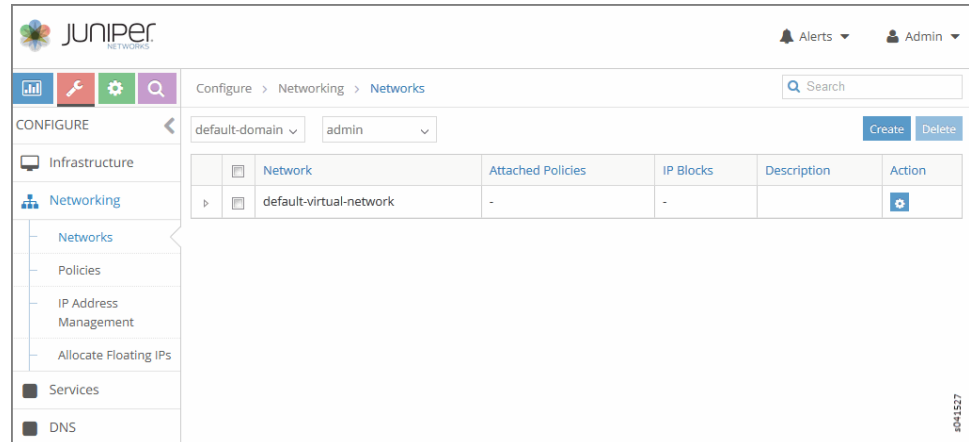 JUNIPER
NETWORKS
Alerts
Admin
Configure > Networking > Networks
Search
CONFIGURE
default-domain
admin
Create
Delete
Infrastructure
Network
Attached Policies
IP Blocks
Description
Action
Networking
default-virtual-network
-
-
Networks
Policies
IP Address
Management
Allocate Floating IPs
Services
DNS
s041527